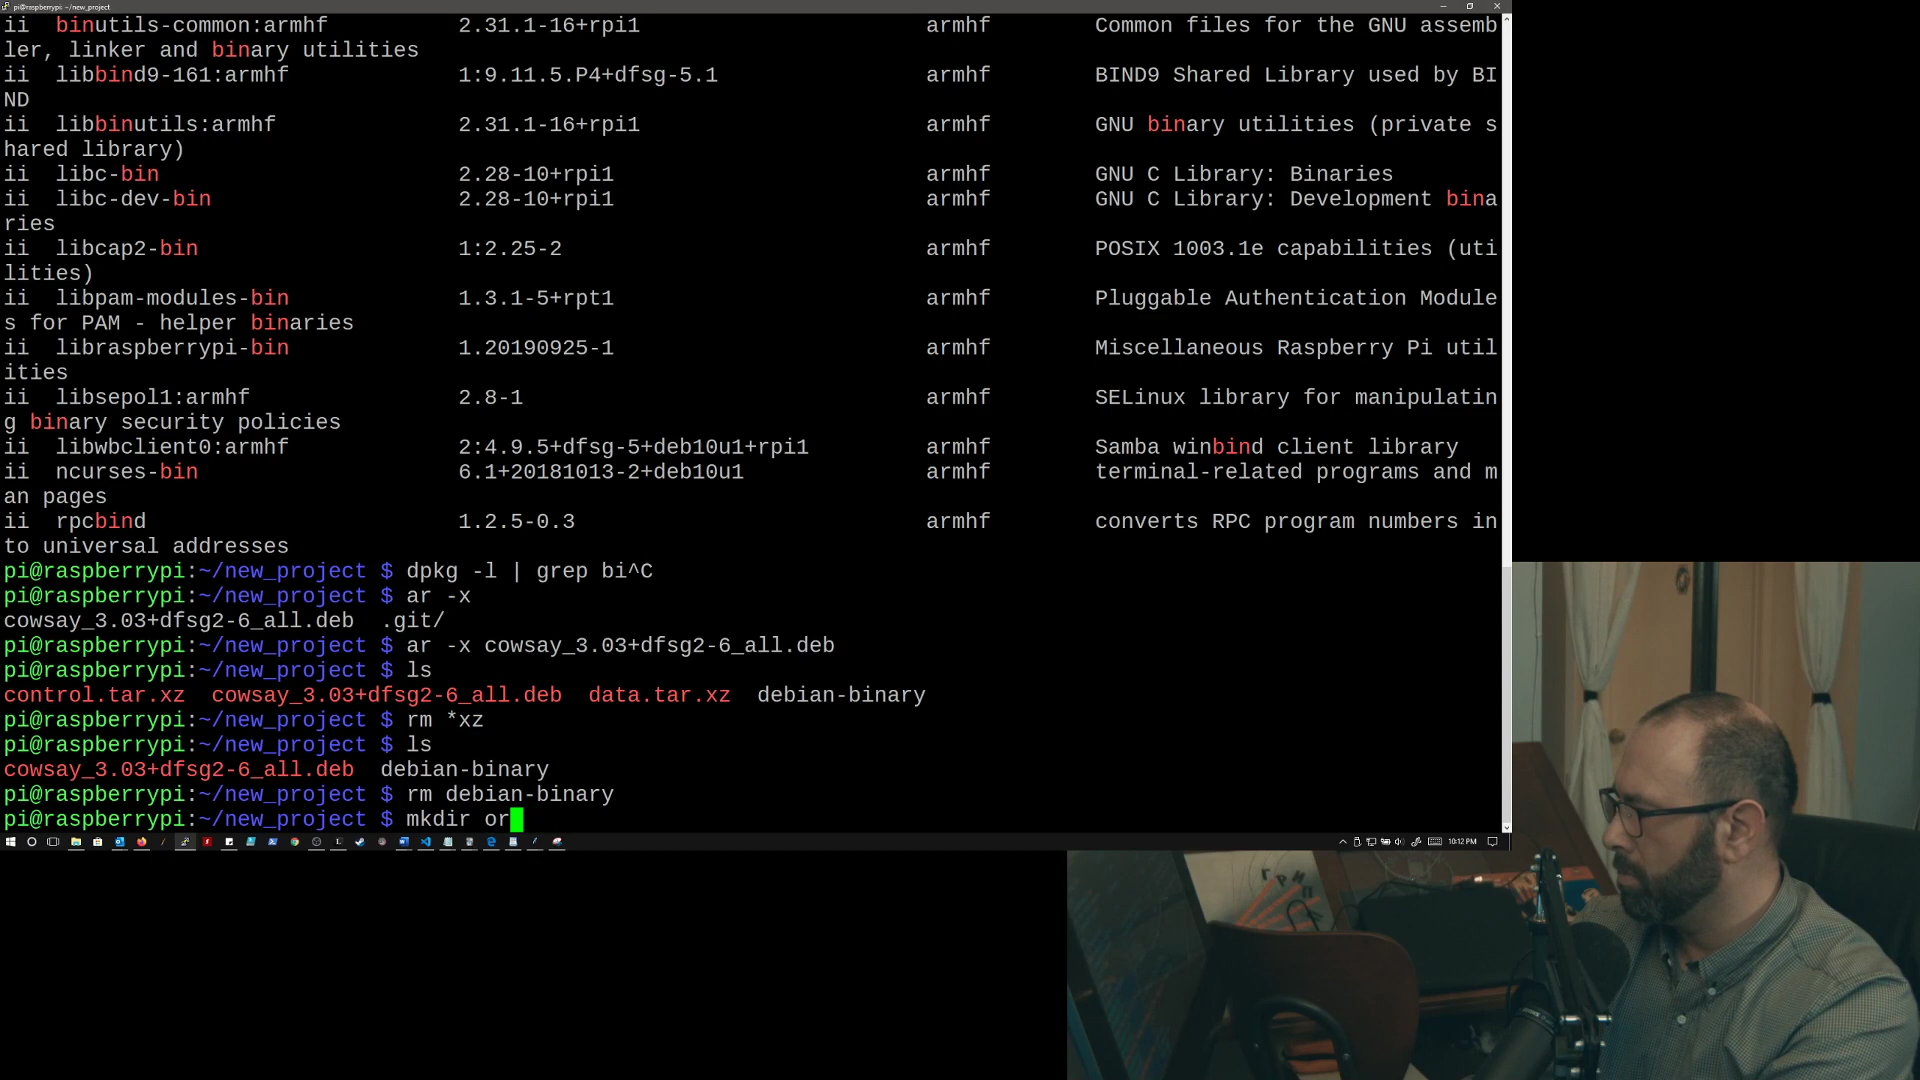 pi@raspberrypi: ~/new_project
ii  binutils-common:armhf          2.31.1-16+rpi1                      armhf        Common files for the GNU assemb
ler, linker and binary utilities
ii  libbind9-161:armhf             1:9.11.5.P4+dfsg-5.1                armhf        BIND9 Shared Library used by BI
ND
ii  libbinutils:armhf              2.31.1-16+rpi1                      armhf        GNU binary utilities (private s
hared library)
ii  libc-bin                       2.28-10+rpi1                        armhf        GNU C Library: Binaries
ii  libc-dev-bin                   2.28-10+rpi1                        armhf        GNU C Library: Development bina
ries
ii  libcap2-bin                    1:2.25-2                            armhf        POSIX 1003.1e capabilities (uti
lities)
ii  libpam-modules-bin             1.3.1-5+rpt1                        armhf        Pluggable Authentication Module
s for PAM - helper binaries
ii  libraspberrypi-bin             1.20190925-1                        armhf        Miscellaneous Raspberry Pi util
ities
ii  libsepol1:armhf                2.8-1                               armhf        SELinux library for manipulatin
g binary security policies
ii  libwbclient0:armhf             2:4.9.5+dfsg-5+deb10u1+rpi1         armhf        Samba winbind client library
ii  ncurses-bin                    6.1+20181013-2+deb10u1              armhf        terminal-related programs and m
an pages
ii  rpcbind                        1.2.5-0.3                           armhf        converts RPC program numbers in
to universal addresses
pi@raspberrypi:~/new_project $ dpkg -l | grep bi^C
pi@raspberrypi:~/new_project $ ar -x
cowsay_3.03+dfsg2-6_all.deb  .git/
pi@raspberrypi:~/new_project $ ar -x cowsay_3.03+dfsg2-6_all.deb
pi@raspberrypi:~/new_project $ ls
control.tar.xz  cowsay_3.03+dfsg2-6_all.deb  data.tar.xz  debian-binary
pi@raspberrypi:~/new_project $ rm *xz
pi@raspberrypi:~/new_project $ ls
cowsay_3.03+dfsg2-6_all.deb  debian-binary
pi@raspberrypi:~/new_project $ rm debian-binary
pi@raspberrypi:~/new_project $ mkdir or
10:12 PM